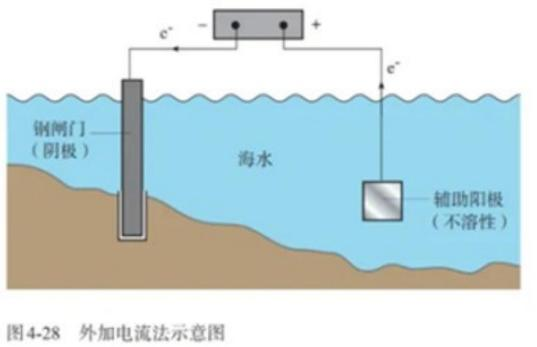 − +
e⁻
e⁻
钢闸门
（阴极）
海水
辅助阳极
（不溶性）
图4-28 外加电流法示意图